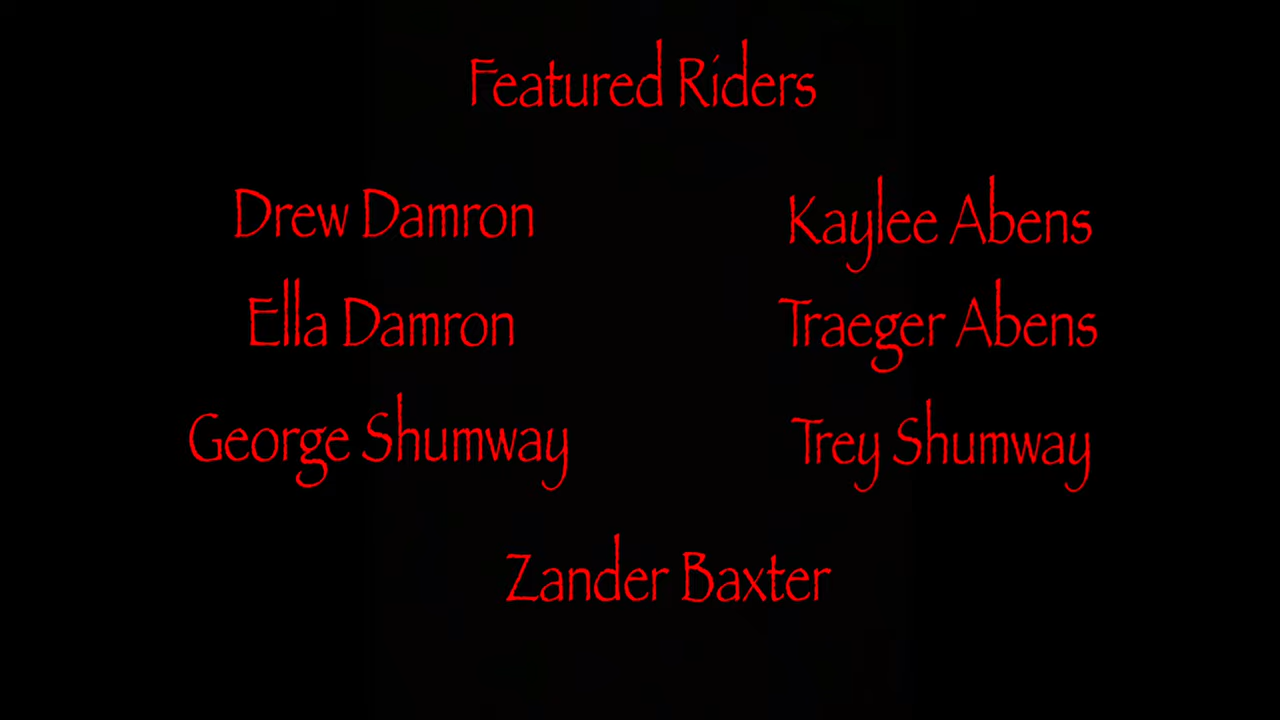 Featured Riders
Drew Damron
Kaylee Abens
Ella Damron
Traeger Abens
George Shumway
Trey Shumway
Zander Baxter